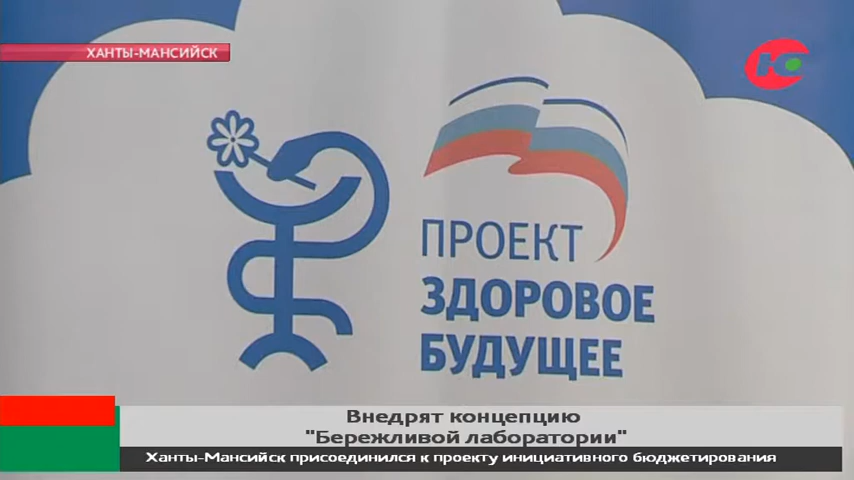 ХАНТЫ-МАНСИЙСК
Ю
ПРОЕКТ
ЗДОРОВОЕ
БУДУЩЕЕ
Внедрят концепцию
"Бережливой лаборатории"
Ханты-Мансийск присоединился к проекту инициативного бюджетирования